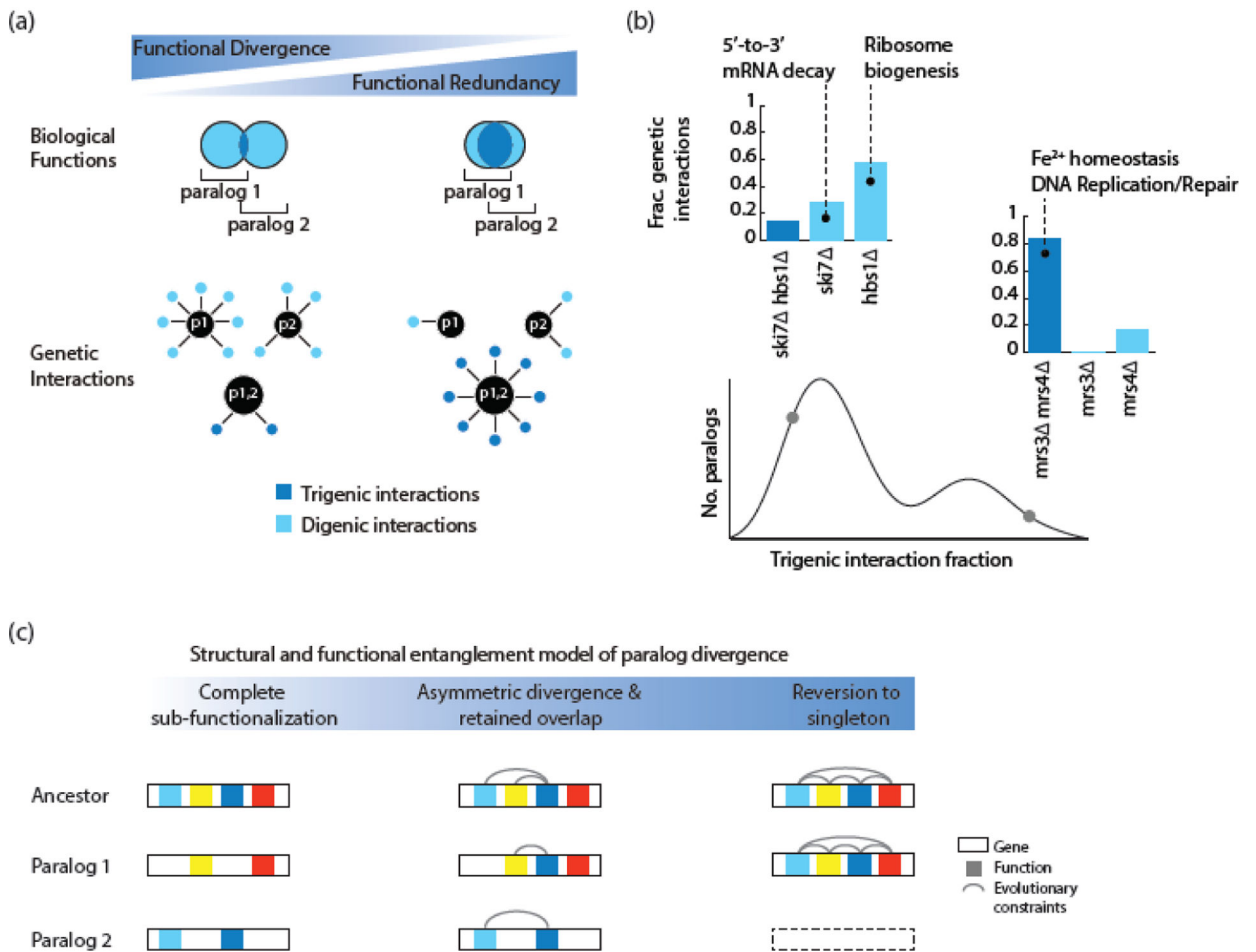 (a)
Functional Divergence
Functional Redundancy
Biological
Functions
paralog 1
paralog 2
paralog 1
paralog 2
Genetic
Interactions
p1
p2
p1,2
p1
p2
p1,2
Trigenic interactions
Digenic interactions
(b)
5′-to-3′
mRNA decay
Ribosome
biogenesis
Frac. genetic
interactions
1
0.8
0.6
0.4
0.2
0
ski7Δ hbs1Δ
ski7Δ
hbs1Δ
Fe²⁺ homeostasis
DNA Replication/Repair
1
0.8
0.6
0.4
0.2
0
mrs3Δ mrs4Δ
mrs3Δ
mrs4Δ
No. paralogs
Trigenic interaction fraction
(c)
Structural and functional entanglement model of paralog divergence
Complete
sub-functionalization
Asymmetric divergence &
retained overlap
Reversion to
singleton
Ancestor
Paralog 1
Paralog 2
Gene
Function
Evolutionary
constraints